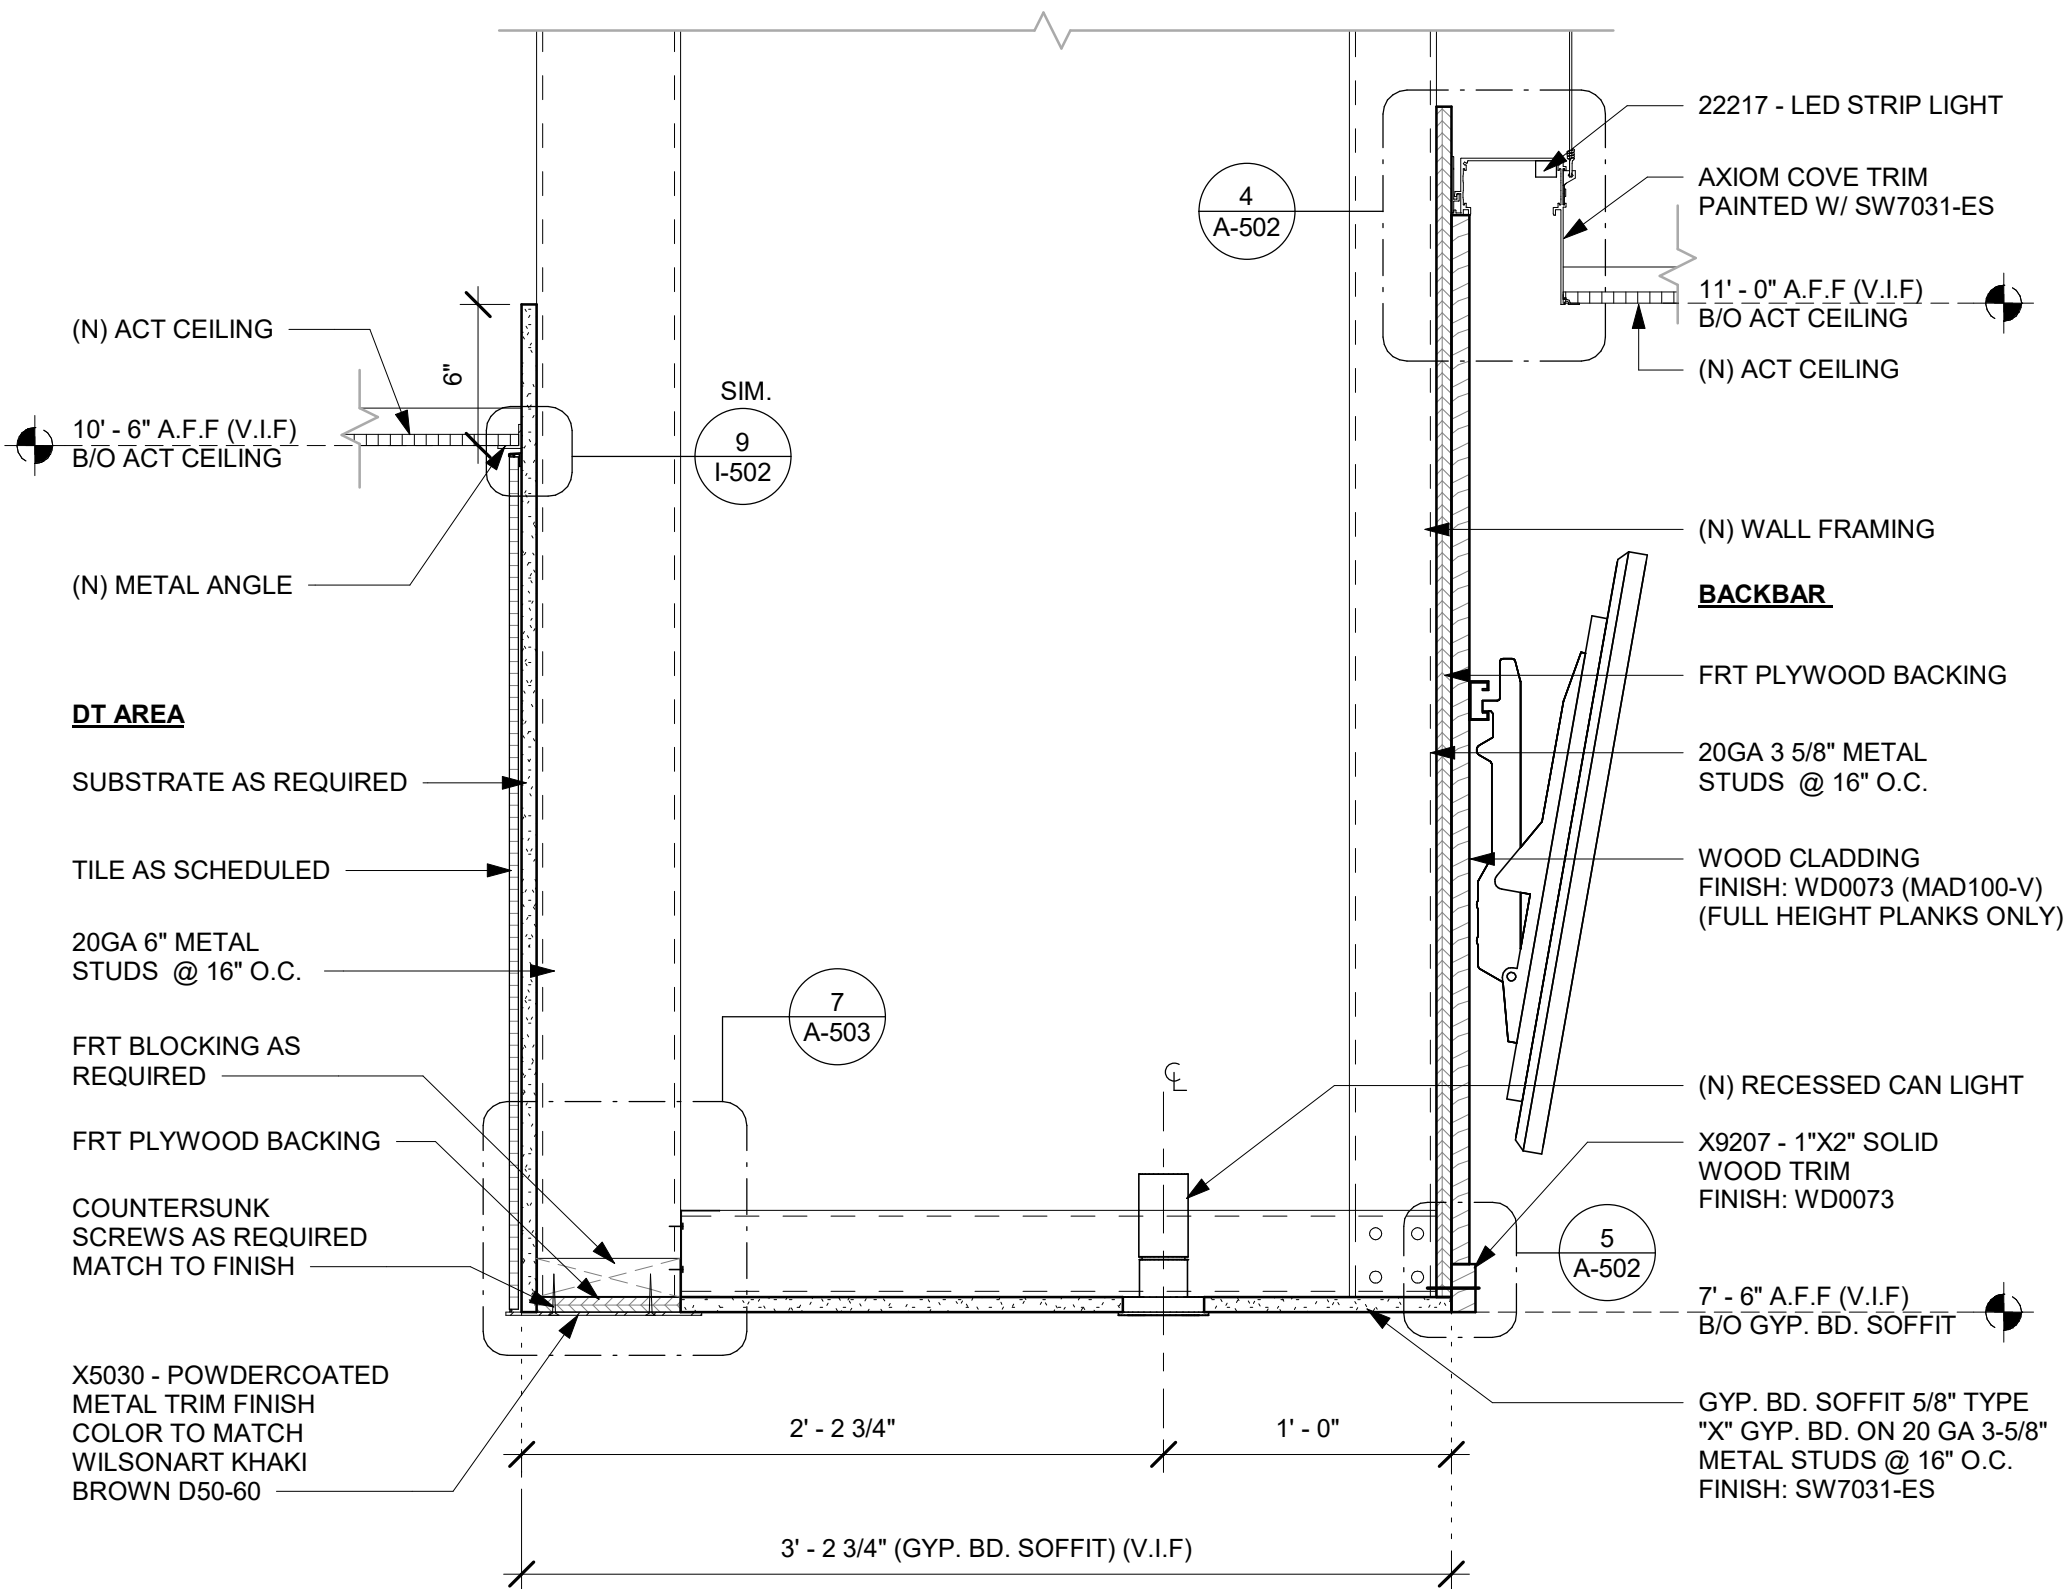 22217 - LED STRIP LIGHT
AXIOM COVE TRIM
PAINTED W/ SW7031-ES
4
A-502
11' - 0" A.F.F (V.I.F)
B/O ACT CEILING
(N) ACT CEILING
(N) ACT CEILING
6"
10' - 6" A.F.F (V.I.F)
B/O ACT CEILING
SIM.
9
I-502
(N) METAL ANGLE
(N) WALL FRAMING
BACKBAR
FRT PLYWOOD BACKING
20GA 3 5/8" METAL
STUDS @ 16" O.C.
WOOD CLADDING
FINISH: WD0073 (MAD100-V)
(FULL HEIGHT PLANKS ONLY)
DT AREA
SUBSTRATE AS REQUIRED
TILE AS SCHEDULED
20GA 6" METAL
STUDS @ 16" O.C.
7
A-503
FRT BLOCKING AS
REQUIRED
FRT PLYWOOD BACKING
COUNTERSUNK
SCREWS AS REQUIRED
MATCH TO FINISH
X5030 - POWDERCOATED
METAL TRIM FINISH
COLOR TO MATCH
WILSONART KHAKI
BROWN D50-60
CL
(N) RECESSED CAN LIGHT
X9207 - 1"X2" SOLID
WOOD TRIM
FINISH: WD0073
5
A-502
7' - 6" A.F.F (V.I.F)
B/O GYP. BD. SOFFIT
GYP. BD. SOFFIT 5/8" TYPE
"X" GYP. BD. ON 20 GA 3-5/8"
METAL STUDS @ 16" O.C.
FINISH: SW7031-ES
2' - 2 3/4"
1' - 0"
3' - 2 3/4" (GYP. BD. SOFFIT) (V.I.F)